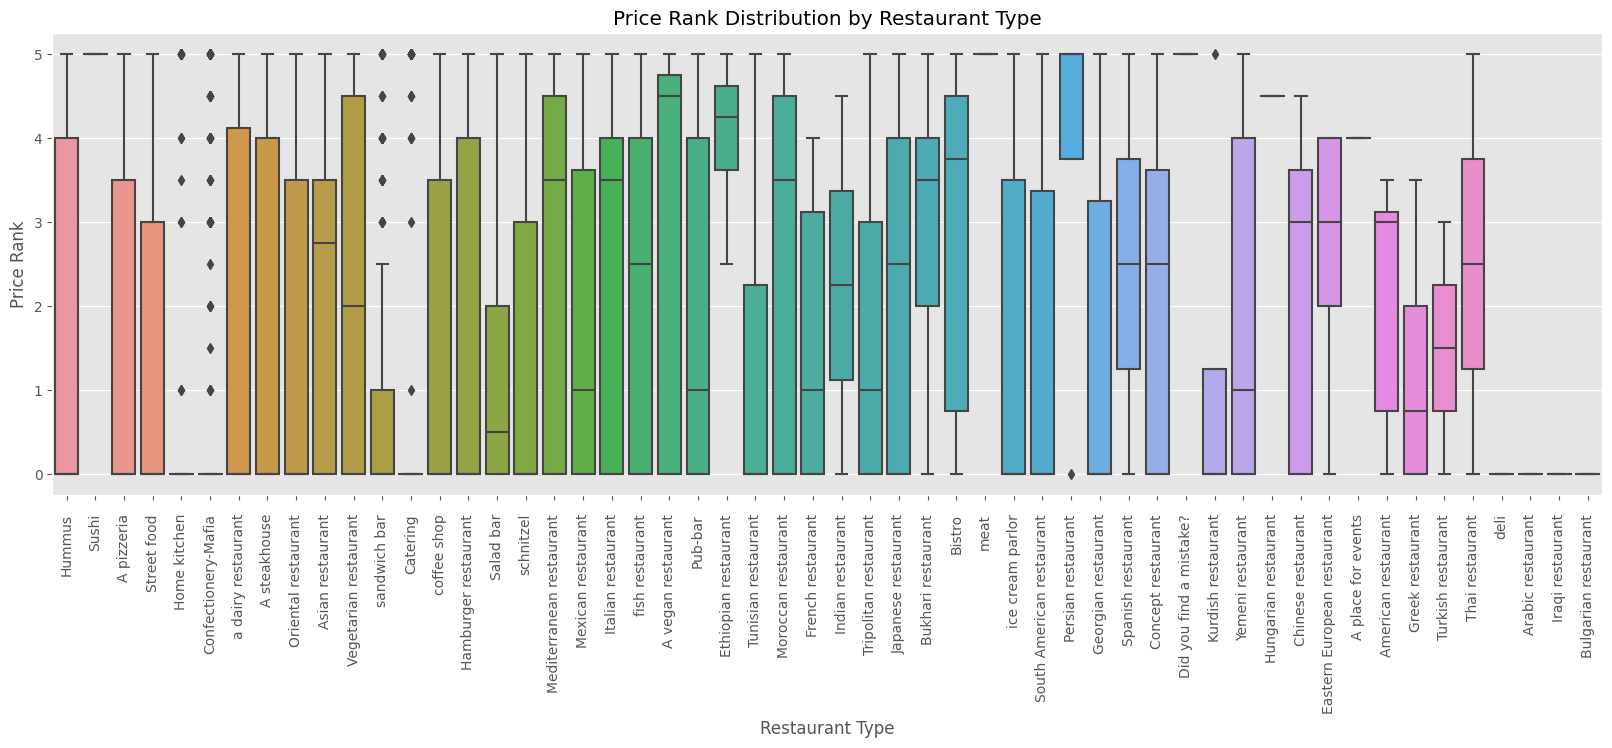 Price Rank Distribution by Restaurant Type
Price Rank
5
4
3
2
1
0
Hummus
Sushi
A pizzeria
Street food
Home kitchen
Confectionery-Mafia
a dairy restaurant
A steakhouse
Oriental restaurant
Asian restaurant
Vegetarian restaurant
sandwich bar
Catering
coffee shop
Hamburger restaurant
Salad bar
schnitzel
Mediterranean restaurant
Mexican restaurant
Italian restaurant
fish restaurant
A vegan restaurant
Pub-bar
Ethiopian restaurant
Tunisian restaurant
Moroccan restaurant
French restaurant
Indian restaurant
Tripolitan restaurant
Japanese restaurant
Bukhari restaurant
Bistro
meat
ice cream parlor
South American restaurant
Persian restaurant
Georgian restaurant
Spanish restaurant
Concept restaurant
Did you find a mistake?
Kurdish restaurant
Yemeni restaurant
Hungarian restaurant
Chinese restaurant
Eastern European restaurant
A place for events
American restaurant
Greek restaurant
Turkish restaurant
Thai restaurant
deli
Arabic restaurant
Iraqi restaurant
Bulgarian restaurant
Restaurant Type